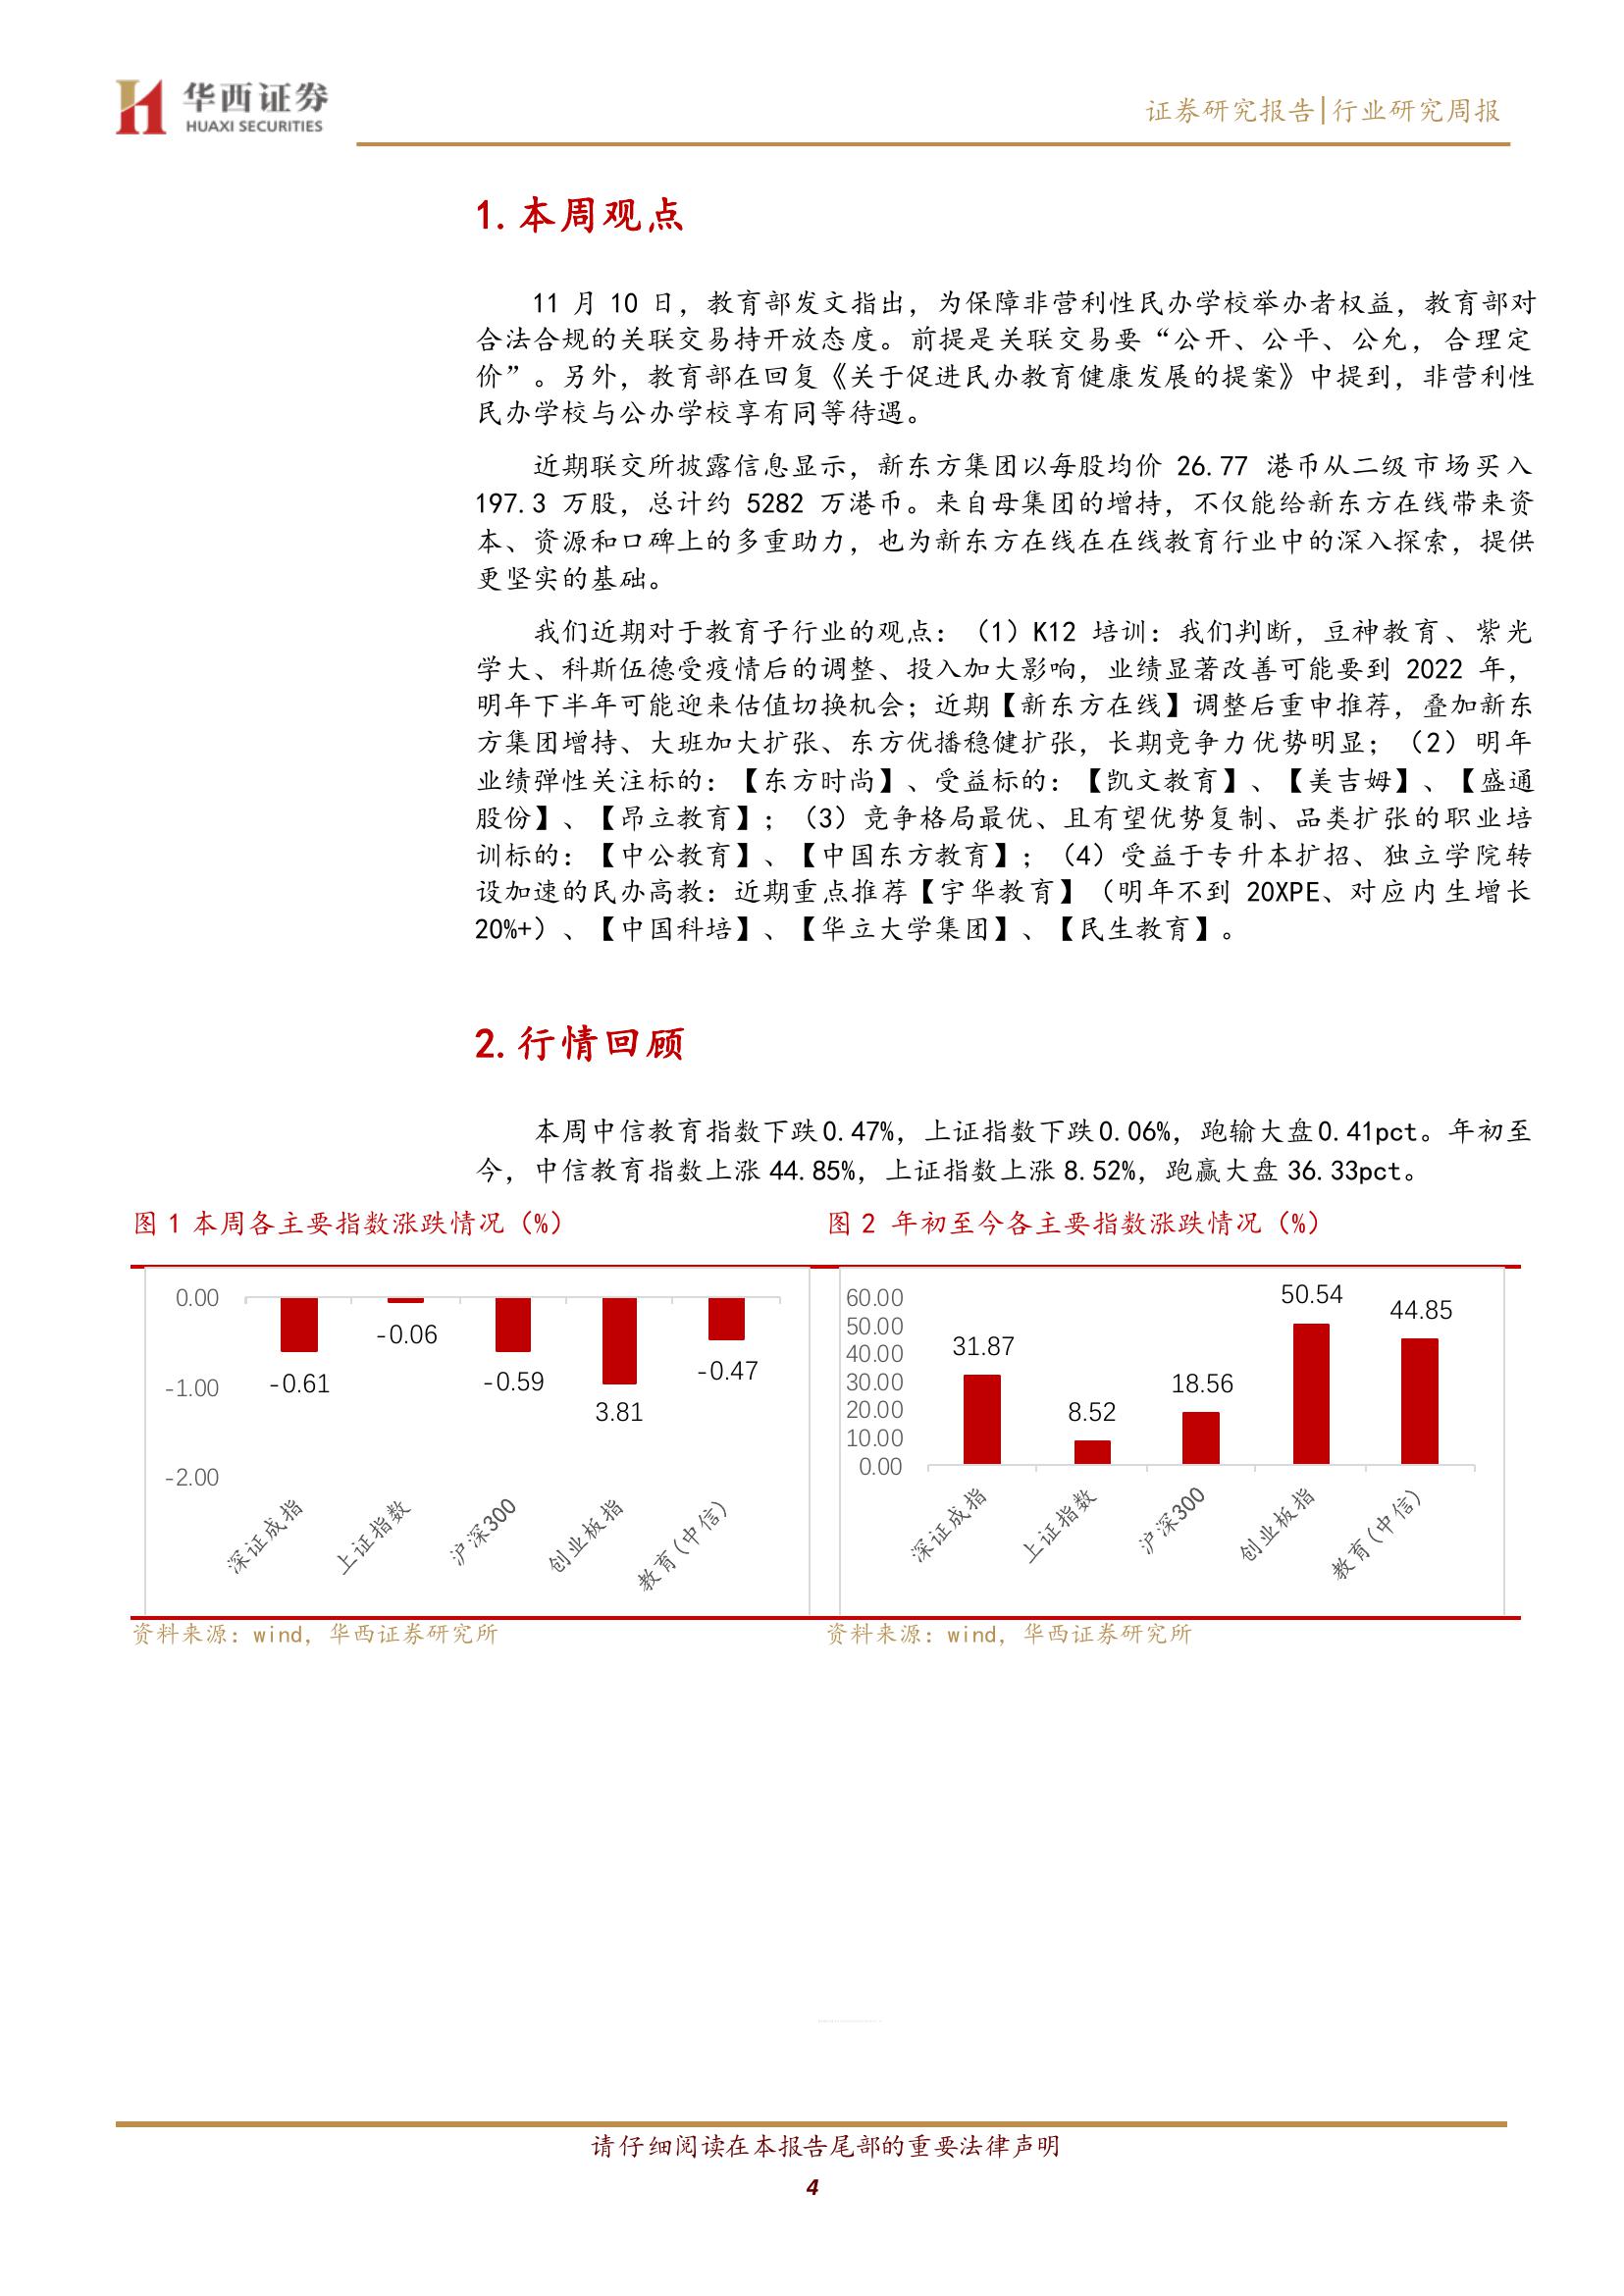 华西证券
HUAXI SECURITIES
证券研究报告|行业研究周报
1.本周观点
11 月 10 日，教育部发文指出，为保障非营利性民办学校举办者权益，教育部对
合法合规的关联交易持开放态度。前提是关联交易要“公开、公平、公允，合理定
价”。另外，教育部在回复《关于促进民办教育健康发展的提案》中提到，非营利性
民办学校与公办学校享有同等待遇。
近期联交所披露信息显示，新东方集团以每股均价 26.77 港币从二级市场买入
197.3 万股，总计约 5282 万港币。来自母集团的增持，不仅能给新东方在线带来资
本、资源和口碑上的多重助力，也为新东方在线在在线教育行业中的深入探索，提供
更坚实的基础。
我们近期对于教育子行业的观点：（1）K12 培训：我们判断，豆神教育、紫光
学大、科斯伍德受疫情后的调整、投入加大影响，业绩显著改善可能要到 2022 年，
明年下半年可能迎来估值切换机会；近期【新东方在线】调整后重申推荐，叠加新东
方集团增持、大班加大扩张、东方优播稳健扩张，长期竞争力优势明显；（2）明年
业绩弹性关注标的：【东方时尚】、受益标的：【凯文教育】、【美吉姆】、【盛通
股份】、【昂立教育】；（3）竞争格局最优、且有望优势复制、品类扩张的职业培
训标的：【中公教育】、【中国东方教育】；（4）受益于专升本扩招、独立学院转
设加速的民办高教：近期重点推荐【宇华教育】（明年不到 20XPE、对应内生增长
20%+）、【中国科培】、【华立大学集团】、【民生教育】。
2.行情回顾
本周中信教育指数下跌0.47%，上证指数下跌0.06%，跑输大盘0.41pct。年初至
今，中信教育指数上涨 44.85%，上证指数上涨 8.52%，跑赢大盘 36.33pct。
图 1 本周各主要指数涨跌情况（%）
0.00
-1.00
-2.00
-0.61
-0.06
-0.59
3.81
-0.47
深证成指
上证指数
沪深300
创业板指
教育(中信)
资料来源：wind，华西证券研究所
图 2 年初至今各主要指数涨跌情况（%）
60.00
50.00
40.00
30.00
20.00
10.00
0.00
31.87
8.52
18.56
50.54
44.85
深证成指
上证指数
沪深300
创业板指
教育(中信)
资料来源：wind，华西证券研究所
请仔细阅读在本报告尾部的重要法律声明
4